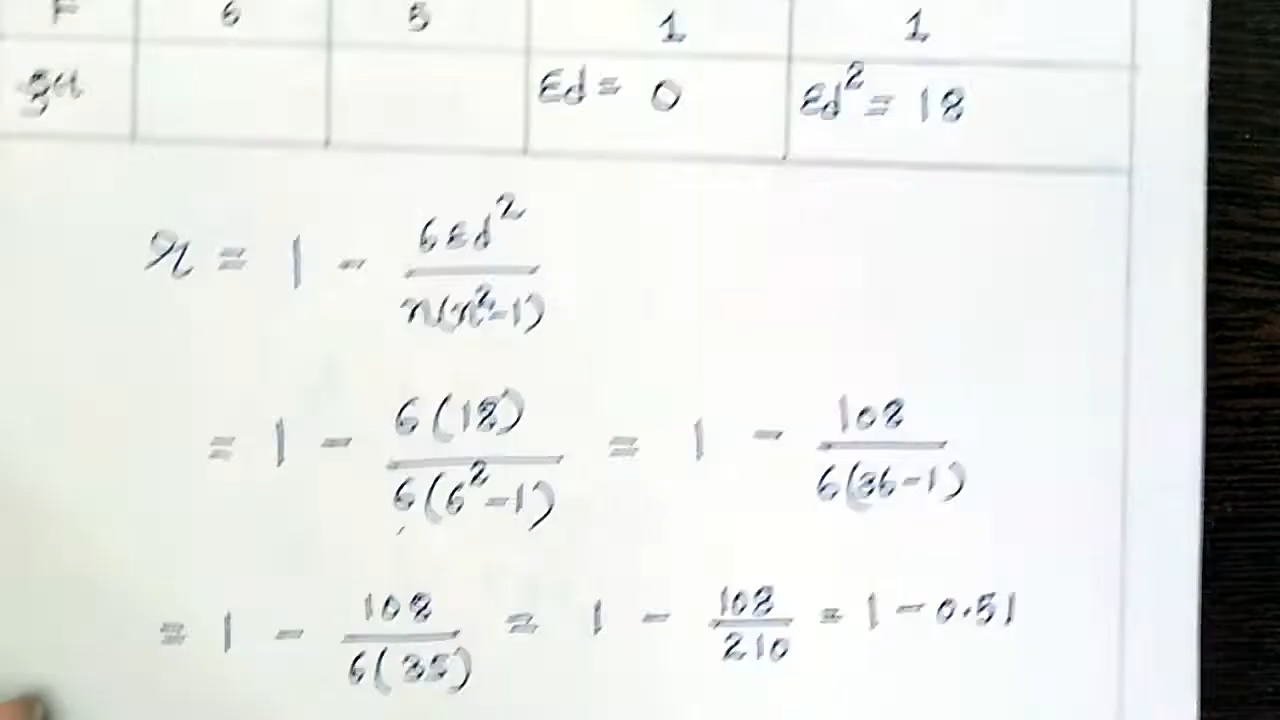 F 6 5 1 1
Σd = 0 Σd² = 18
r = 1 - 6Σd² / n(n²-1)
= 1 - 6(18) / 6(6²-1) = 1 - 108 / 6(36-1)
= 1 - 108 / 6(35) = 1 - 108 / 210 = 1 - 0.51